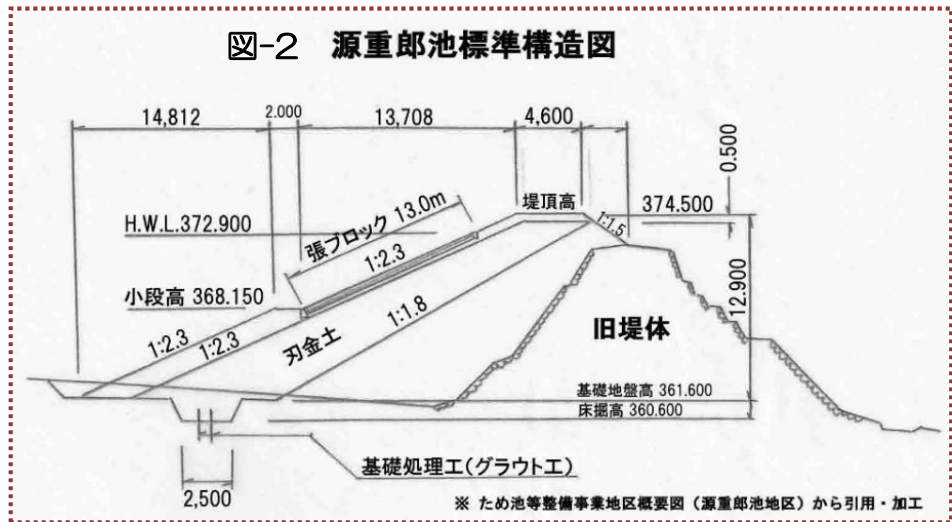 図-2 源重郎池標準構造図
14,812
2.000
13,708
4,600
0.500
堤頂高
374.500
1:1.5
H.W.L.372.900
張ブロック 13.0m
1:2.3
小段高 368.150
1:1.8
12.900
1:2.3
1:2.3
刃金土
旧堤体
基礎地盤高 361.600
床掘高 360.600
基礎処理工(グラウト工)
2,500
※ ため池等整備事業地区概要図（源重郎池地区）から引用・加工